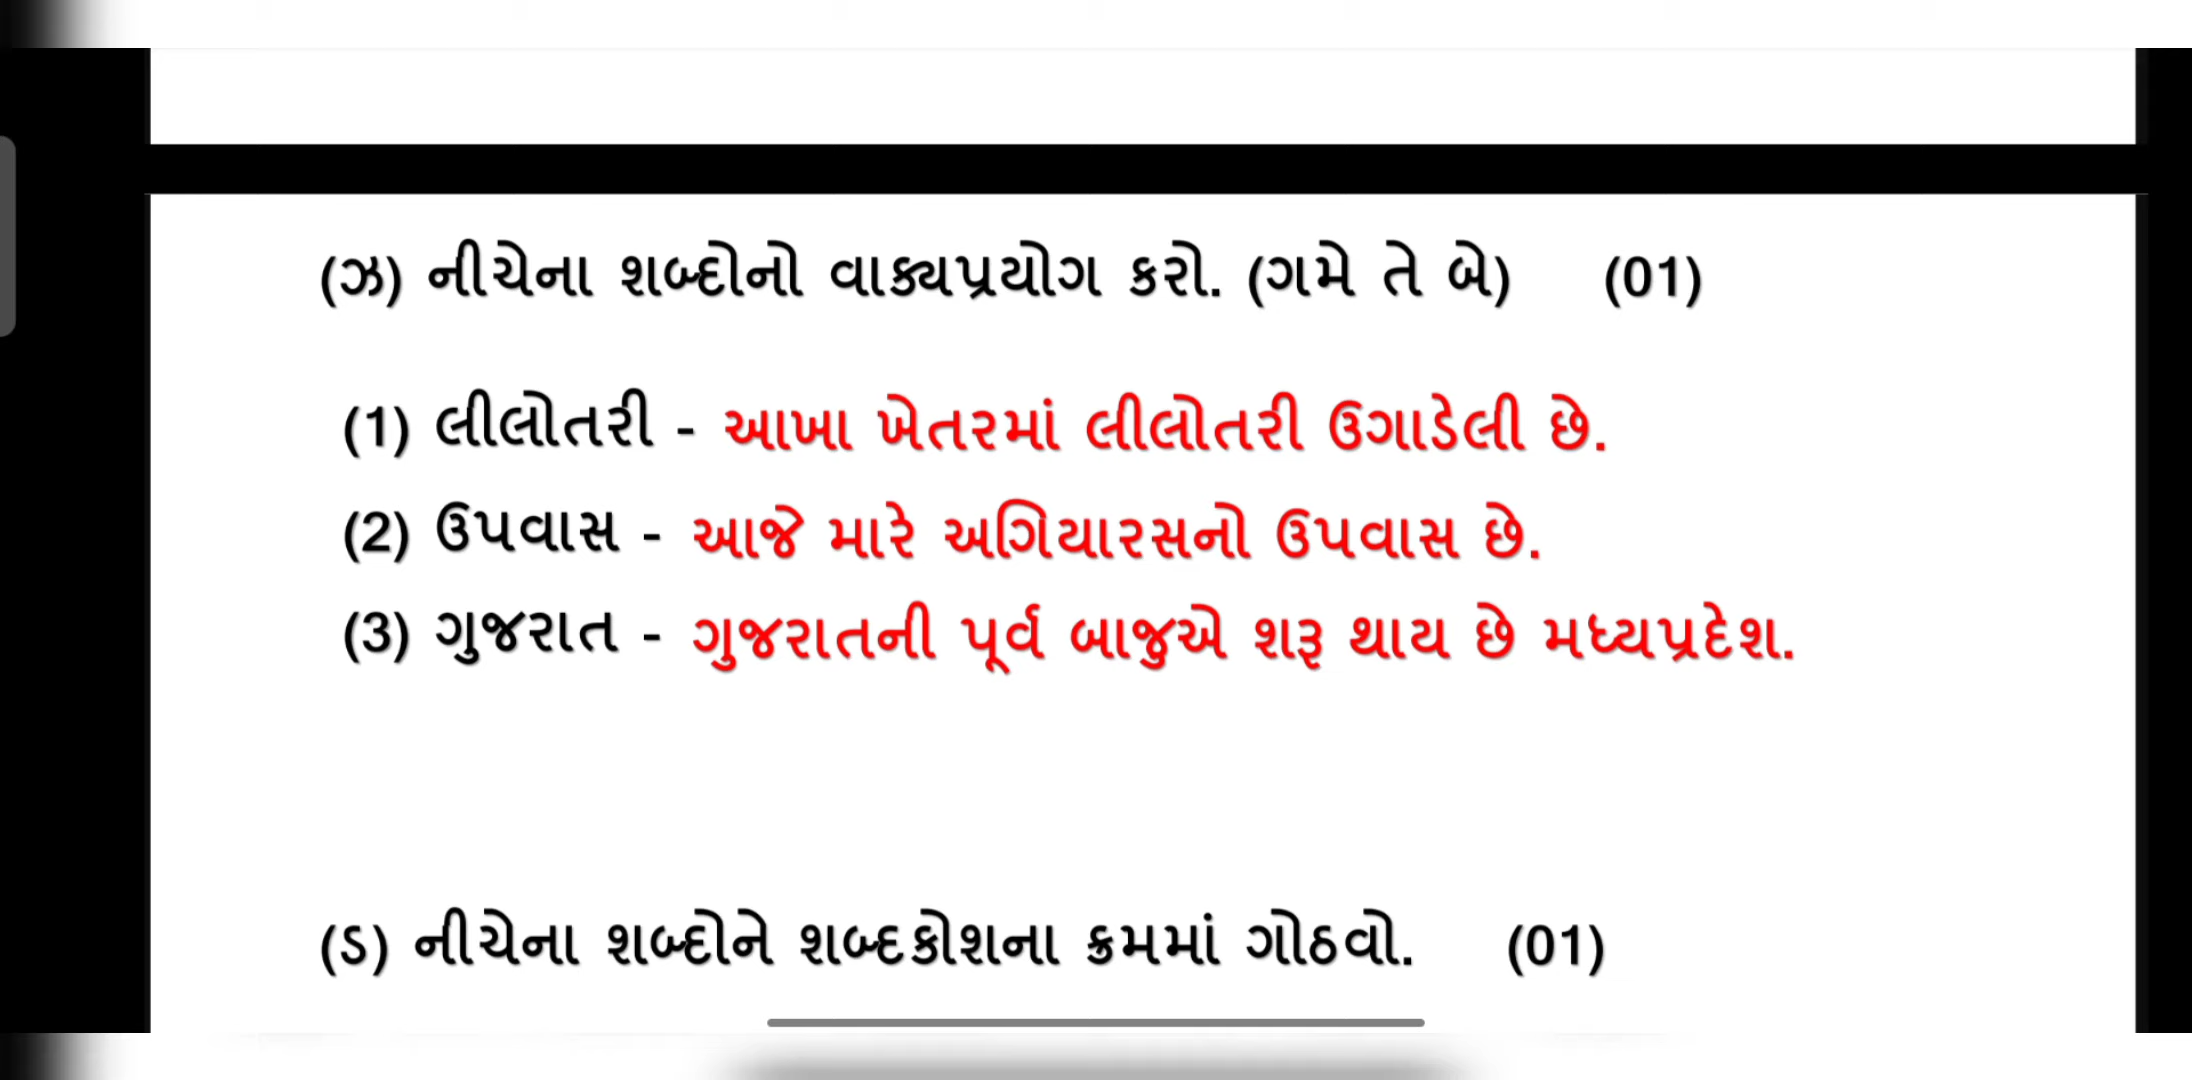 (ઝ) નીચેના શબ્દોનો વાક્યપ્રયોગ કરો. (ગમે તે બે) (01)
(1) લીલોતરી - આખા ખેતરમાં લીલોતરી ઉગાડેલી છે.
(2) ઉપવાસ - આજે મારે અગિયારસનો ઉપવાસ છે.
(3) ગુજરાત - ગુજરાતની પૂર્વ બાજુએ શરૂ થાય છે મધ્યપ્રદેશ.
(ડ) નીચેના શબ્દોને શબ્દકોશના ક્રમમાં ગોઠવો. (01)